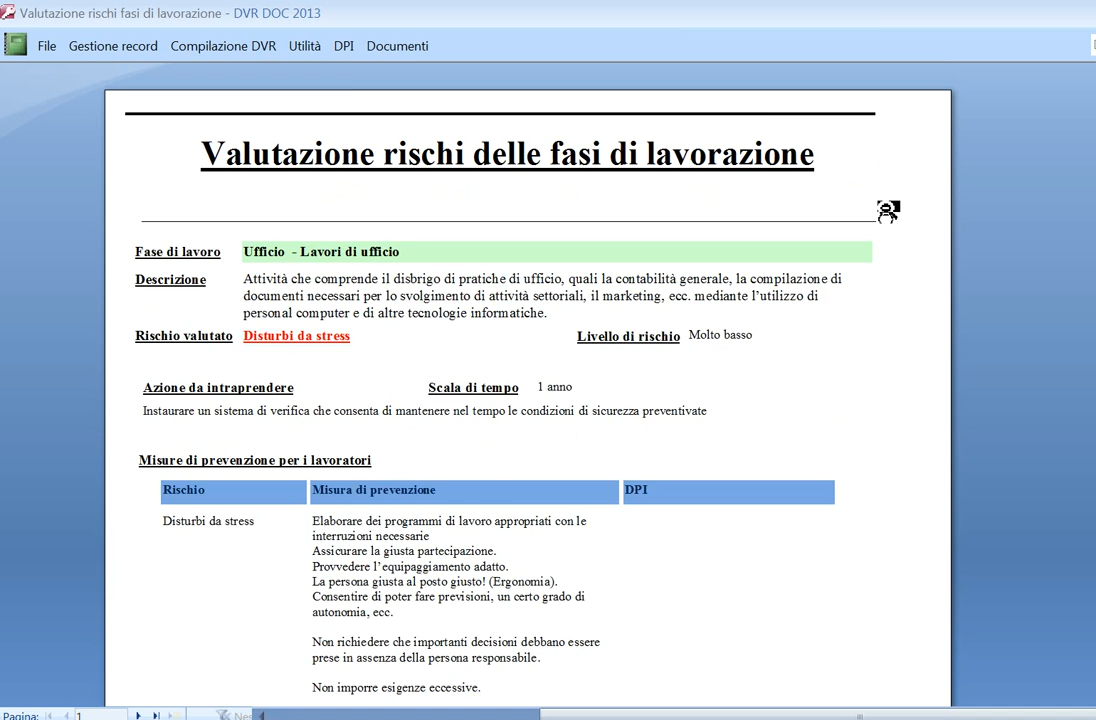 Valutazione rischi fasi di lavorazione - DVR DOC 2013
File Gestione record Compilazione DVR Utilità DPI Documenti
Valutazione rischi delle fasi di lavorazione
Fase di lavoro Ufficio - Lavori di ufficio
Descrizione Attività che comprende il disbrigo di pratiche di ufficio, quali la contabilità generale, la compilazione di
documenti necessari per lo svolgimento di attività settoriali, il marketing, ecc. mediante l'utilizzo di
personal computer e di altre tecnologie informatiche.
Rischio valutato Disturbi da stress Livello di rischio Molto basso
Azione da intraprendere Scala di tempo 1 anno
Instaurare un sistema di verifica che consenta di mantenere nel tempo le condizioni di sicurezza preventivate
Misure di prevenzione per i lavoratori
Rischio Misura di prevenzione DPI
Disturbi da stress Elaborare dei programmi di lavoro appropriati con le
interruzioni necessarie
Assicurare la giusta partecipazione.
Provvedere l'equipaggiamento adatto.
La persona giusta al posto giusto! (Ergonomia).
Consentire di poter fare previsioni, un certo grado di
autonomia, ecc.
Non richiedere che importanti decisioni debbano essere
prese in assenza della persona responsabile.
Non imporre esigenze eccessive.
Pagina: 1